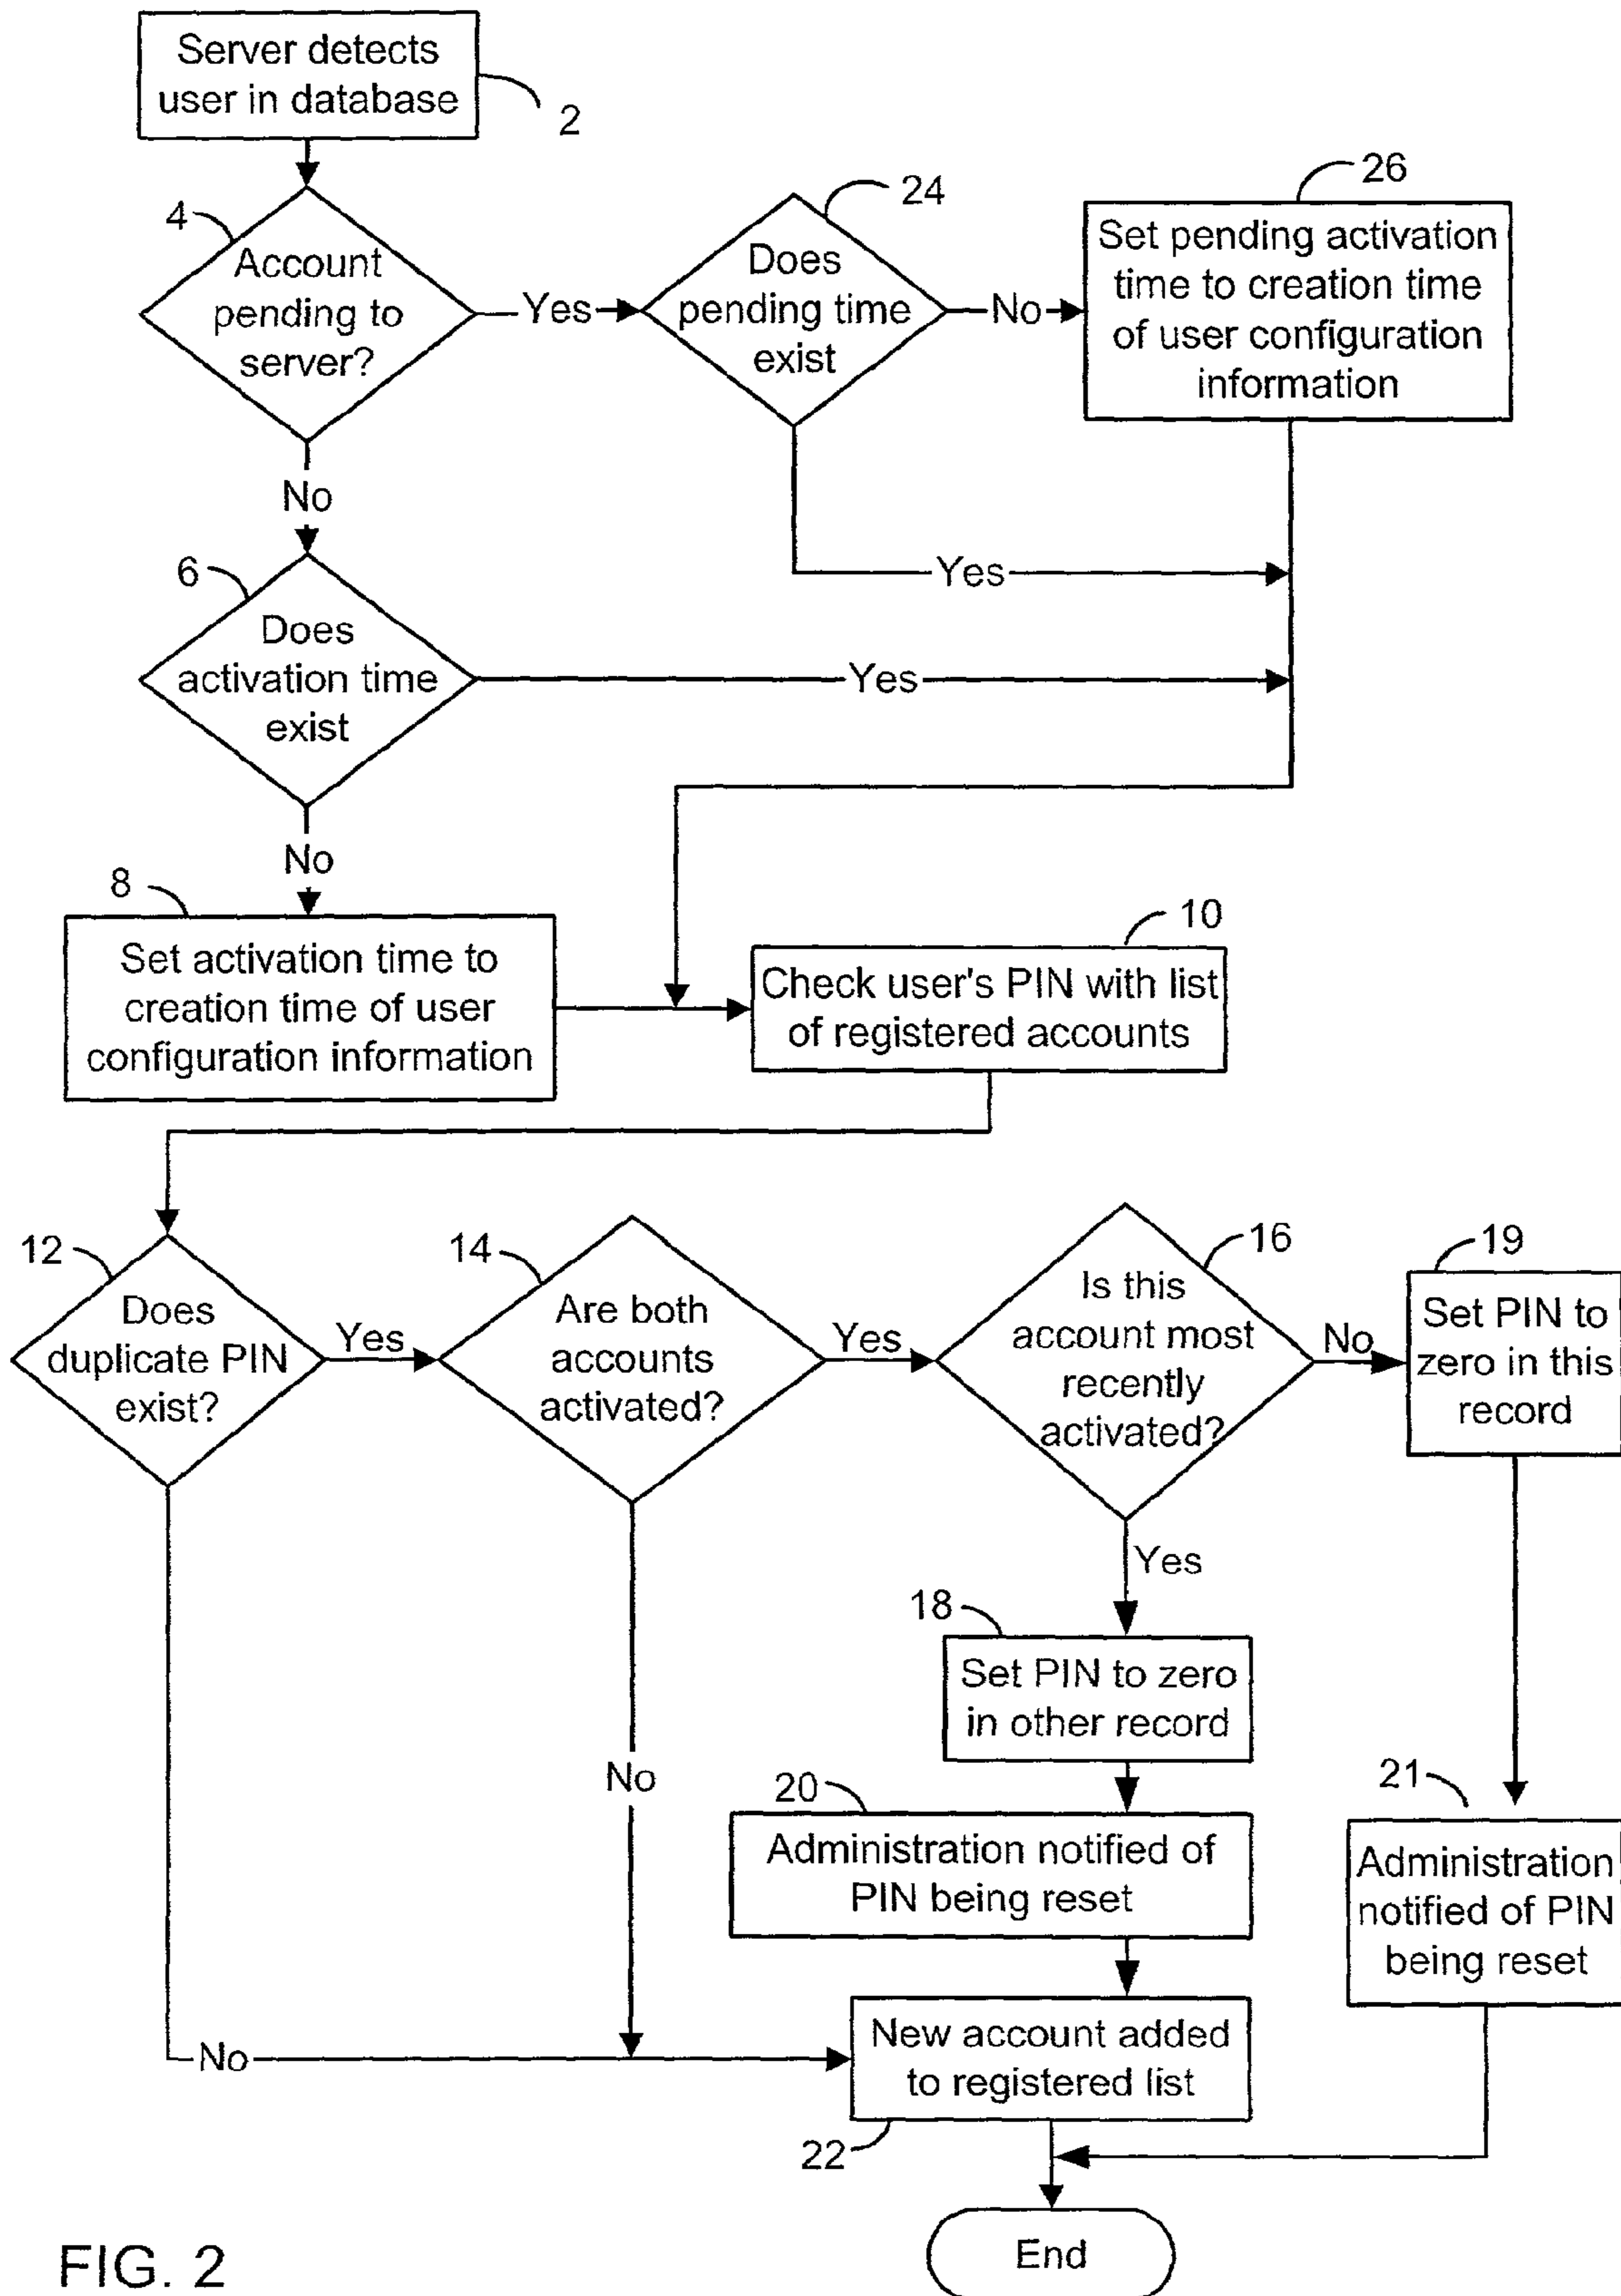 Server detects
user in database
2
4
Account
pending to
server?
Yes
24
Does
pending time
exist
No
26
Set pending activation
time to creation time
of user configuration
information
No
Yes
6
Does
activation time
exist
Yes
No
8
Set activation time to
creation time of user
configuration information
10
Check user's PIN with list
of registered accounts
12
Does
duplicate PIN
exist?
Yes
14
Are both
accounts
activated?
Yes
16
Is this
account most
recently
activated?
No
19
Set PIN to
zero in this
record
Yes
18
Set PIN to zero
in other record
No
20
Administration notified of
PIN being reset
21
Administration
notified of PIN
being reset
No
New account added
to registered list
22
End
FIG. 2